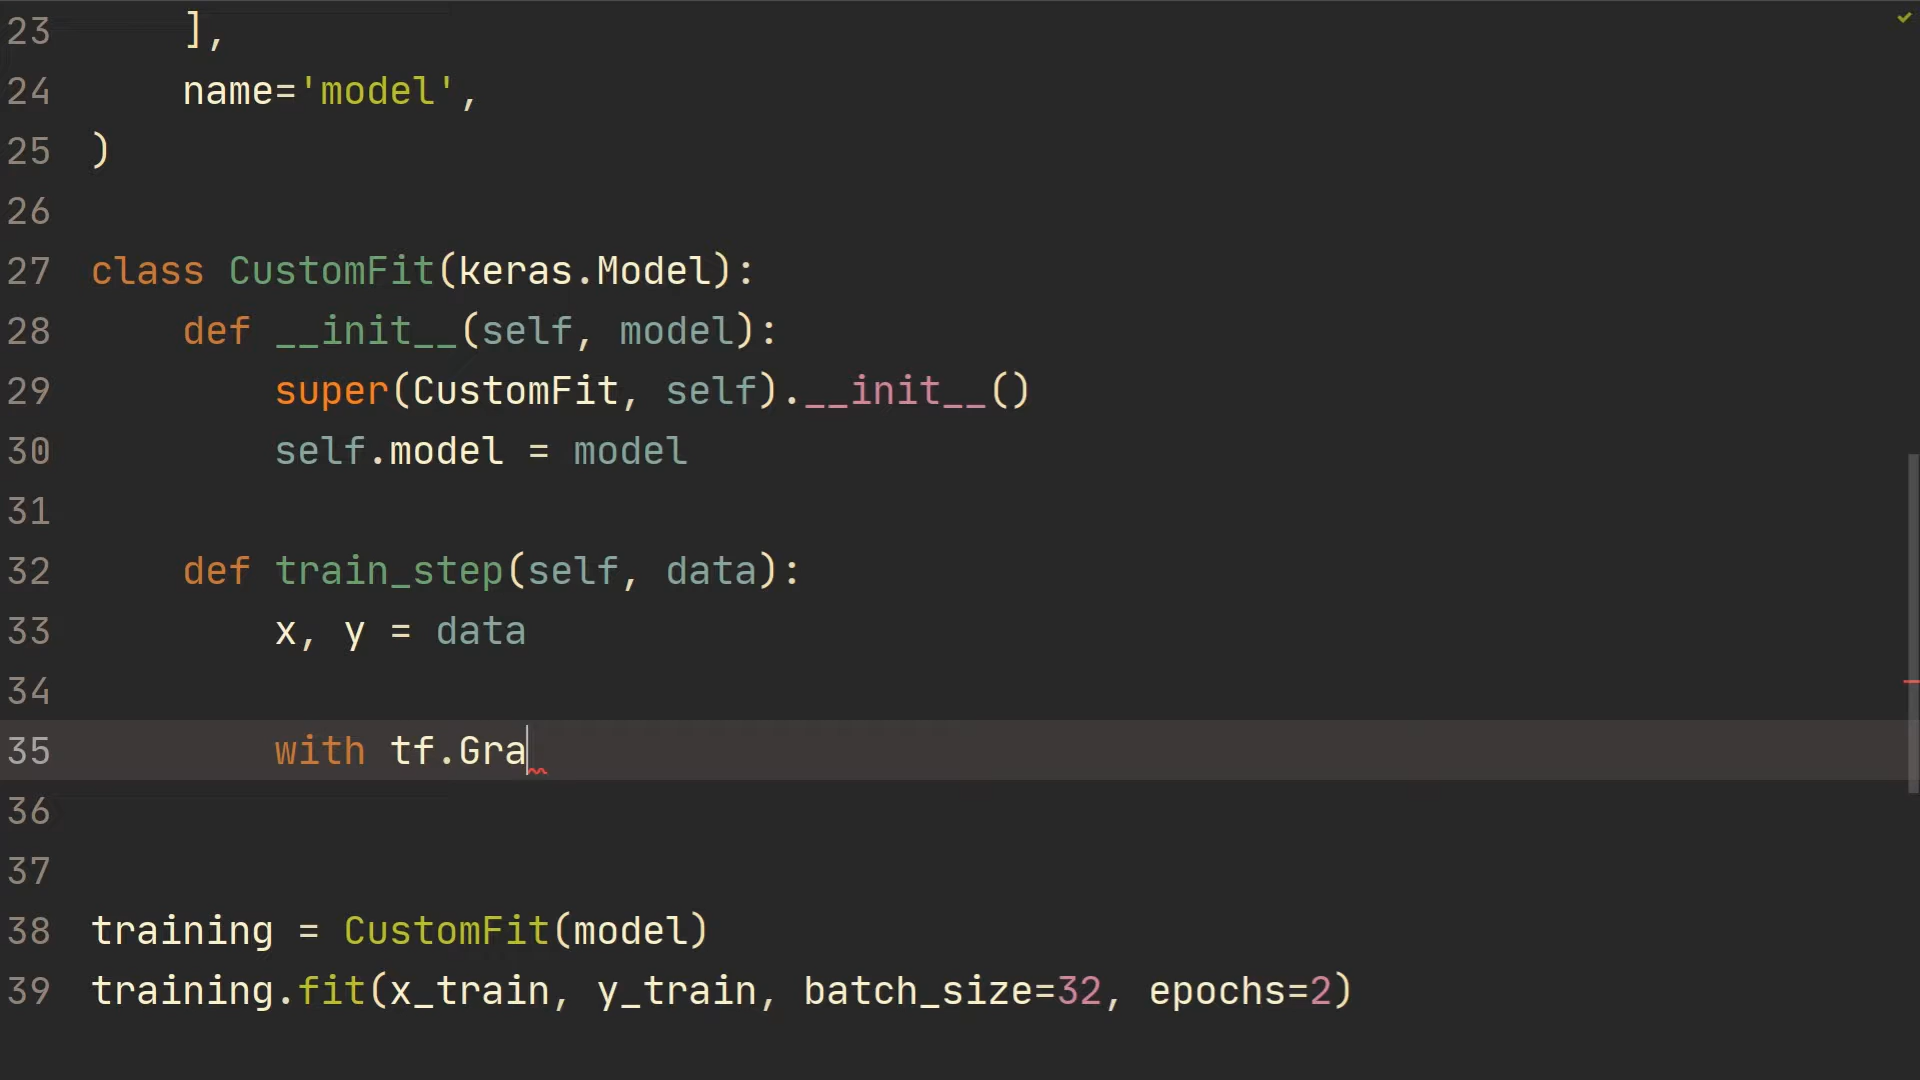 23     ],
24     name='model',
25 )
26
27 class CustomFit(keras.Model):
28     def __init__(self, model):
29         super(CustomFit, self).__init__()
30         self.model = model
31
32     def train_step(self, data):
33         x, y = data
34
35         with tf.Gra
36
37
38 training = CustomFit(model)
39 training.fit(x_train, y_train, batch_size=32, epochs=2)